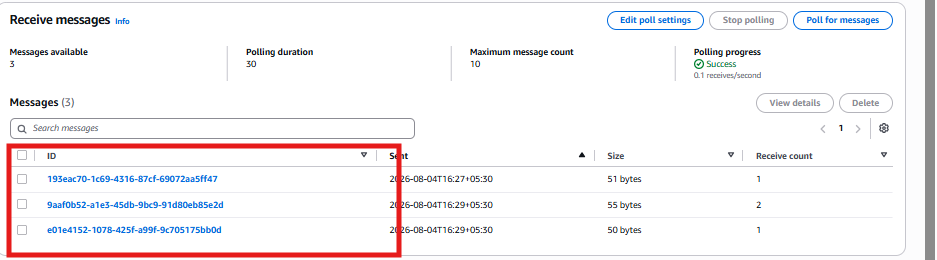 Receive messages Info Edit poll settings Stop polling Poll for messages
Messages available Polling duration Maximum message count Polling progress
3 30 10 Success
0.1 receives/second
Messages (3) View details Delete
Search messages 1
ID Sent Size Receive count
193eac70-1c69-4316-87cf-69072aa5ff47 2026-08-04T16:27+05:30 51 bytes 1
9aaf0b52-a1e3-45db-9bc9-91d80eb85e2d 2026-08-04T16:29+05:30 55 bytes 2
e01e4152-1078-425f-a99f-9c705175bb0d 2026-08-04T16:29+05:30 50 bytes 1